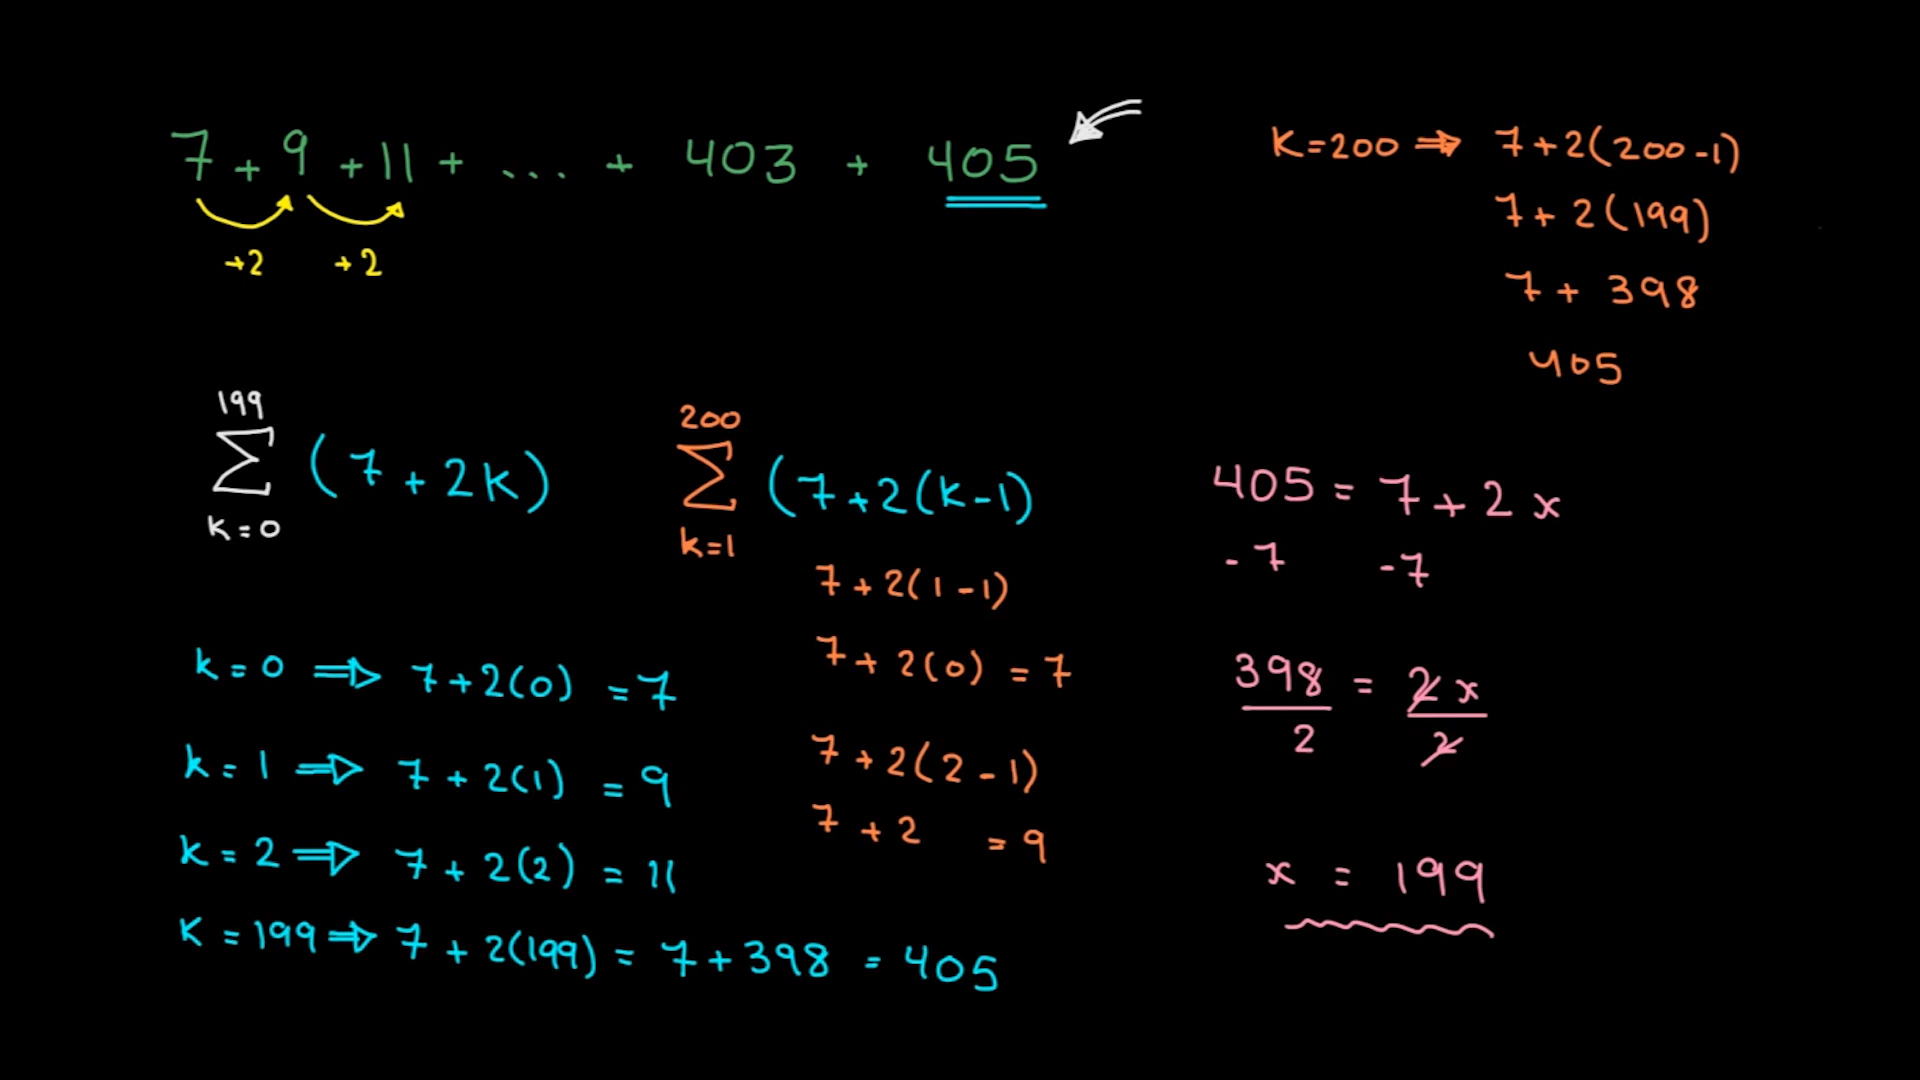 7 + 9 + 11 + ... + 403 + 405
+2 +2
K=200 ⇒ 7+2(200-1)
7+2(199)
7+398
405
199
∑ (7+2k)
k=0
200
∑ (7+2(k-1)
k=1
7+2(1-1)
7+2(0) =7
7+2(2-1)
7+2 =9
k=0 ⇒ 7+2(0) =7
k=1 ⇒ 7+2(1) =9
k=2 ⇒ 7+2(2) =11
K=199 ⇒ 7+2(199) = 7+398 =405
405 = 7+2x
-7 -7
398 = 2x
2 2
x = 199